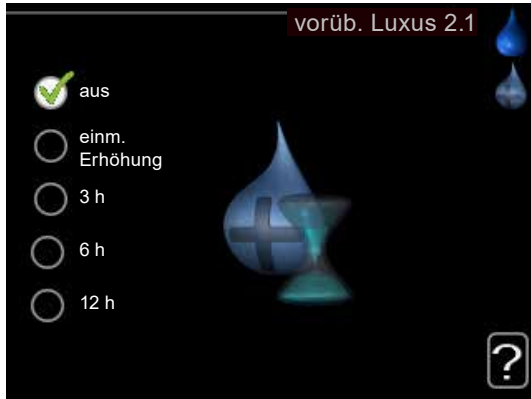 vorüb. Luxus 2.1
aus
einm.
Erhöhung
3 h
6 h
12 h
?